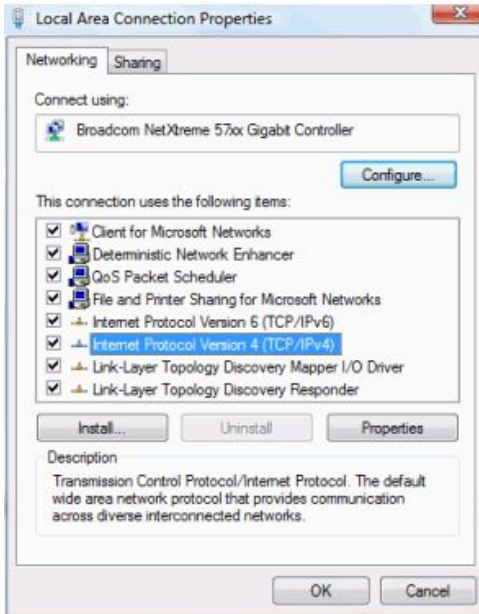 Local Area Connection Properties
Networking
Sharing
Connect using:
Broadcom NetXtreme 57xx Gigabit Controller
Configure...
This connection uses the following items:
Client for Microsoft Networks
Deterministic Network Enhancer
QoS Packet Scheduler
File and Printer Sharing for Microsoft Networks
Internet Protocol Version 6 (TCP/IPv6)
Internet Protocol Version 4 (TCP/IPv4)
Link-Layer Topology Discovery Mapper I/O Driver
Link-Layer Topology Discovery Responder
Install...
Uninstall
Properties
Description
Transmission Control Protocol/Internet Protocol. The default
wide area network protocol that provides communication
across diverse interconnected networks.
OK
Cancel